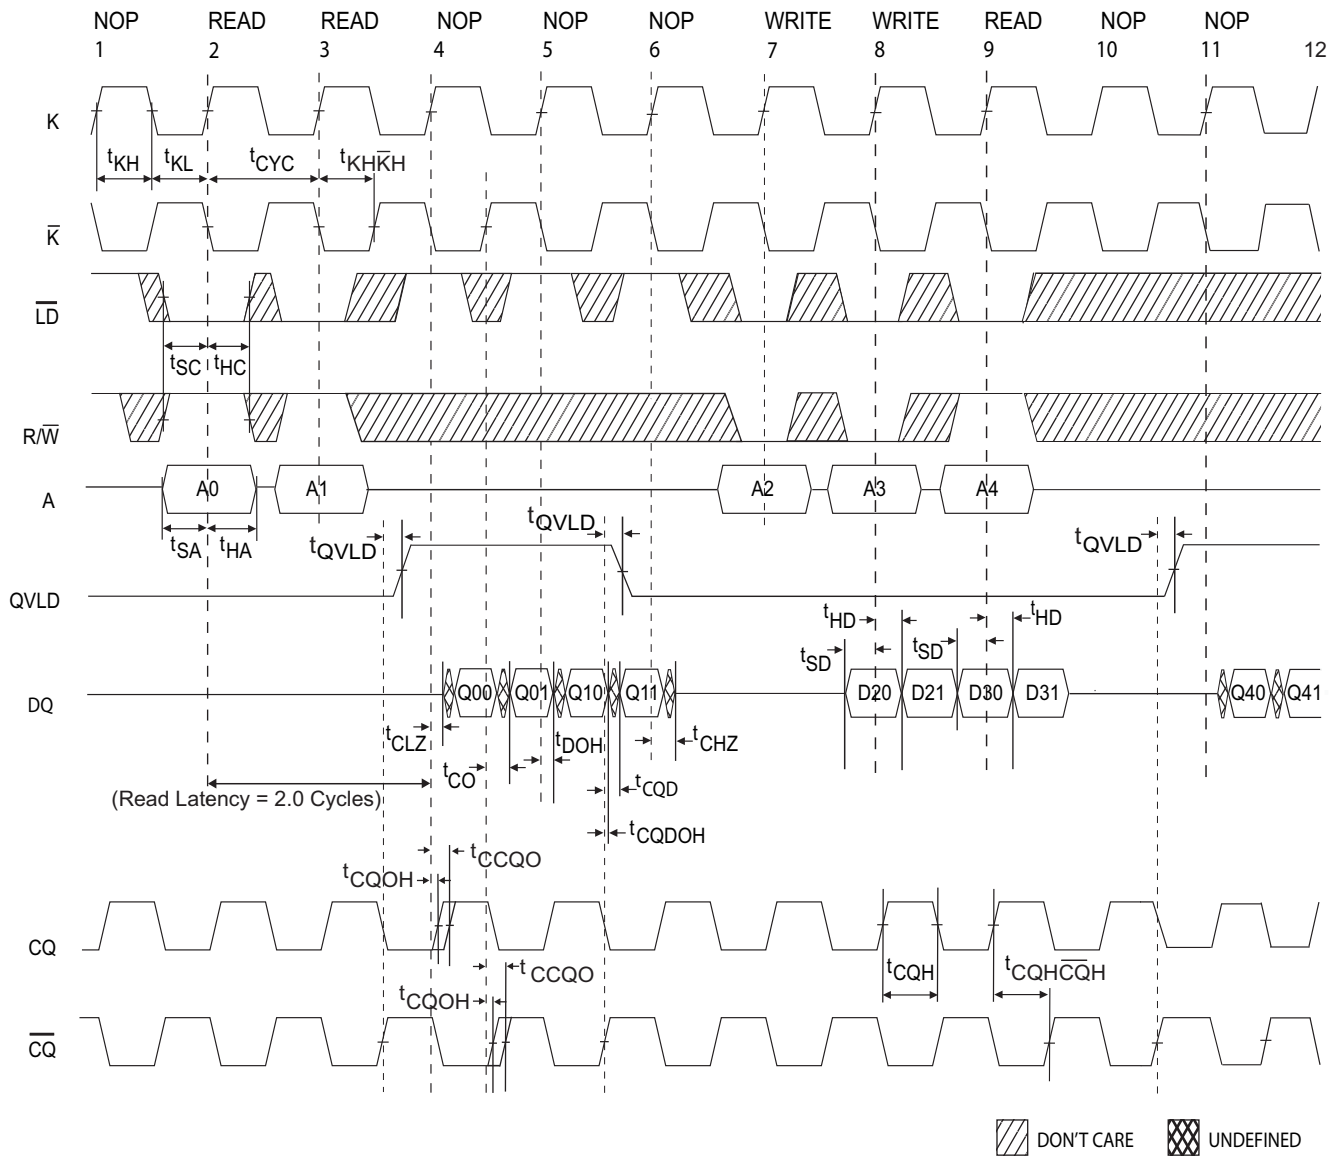 NOP READ READ NOP NOP NOP WRITE WRITE READ NOP NOP
1 2 3 4 5 6 7 8 9 10 11 12
K
tKH tKL tCYC tKHK̅H
K̅
L̅D̅
tSC tHC
R/W̅
A A0 A1 A2 A3 A4
tSA tHA tQVLD tQVLD tQVLD
QVLD
tHD tHD
tSD tSD
DQ Q00 Q01 Q10 Q11 D20 D21 D30 D31 Q40 Q41
tCLZ tDOH tCHZ
tCO tCQD
(Read Latency = 2.0 Cycles)
tCQDOH
tCCQO
tCQOH
CQ
tCCQO tCQH tCQHC̅Q̅H
tCQOH
C̅Q̅
DON'T CARE UNDEFINED